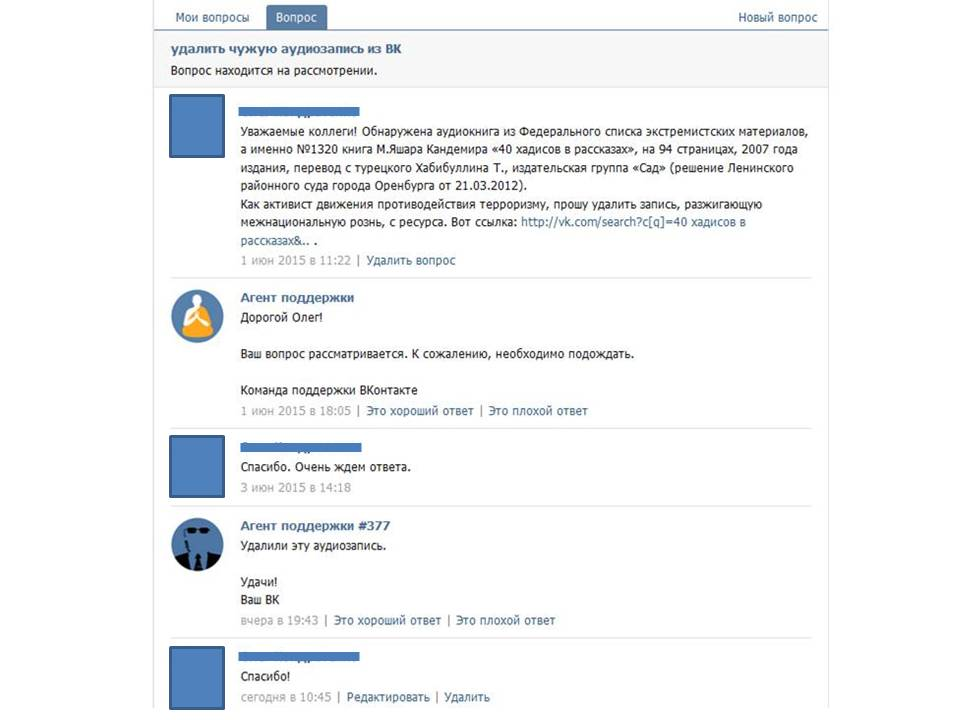 Мои вопросы Вопрос Новый вопрос
удалить чужую аудиозапись из ВК
Вопрос находится на рассмотрении.
Уважаемые коллеги! Обнаружена аудиокнига из Федерального списка экстремистских материалов,
а именно №1320 книга М.Яшара Кандемира «40 хадисов в рассказах», на 94 страницах, 2007 года
издания, перевод с турецкого Хабибуллина Т., издательская группа «Сад» (решение Ленинского
районного суда города Оренбурга от 21.03.2012).
Как активист движения противодействия терроризму, прошу удалить запись, разжигающую
межнациональную рознь, с ресурса. Вот ссылка: http://vk.com/search?c[q]=40 хадисов в
рассказах&.. .
1 июн 2015 в 11:22 | Удалить вопрос
Агент поддержки
Дорогой Олег!
Ваш вопрос рассматривается. К сожалению, необходимо подождать.
Команда поддержки ВКонтакте
1 июн 2015 в 18:05 | Это хороший ответ | Это плохой ответ
Спасибо. Очень ждем ответа.
3 июн 2015 в 14:18
Агент поддержки #377
Удалили эту аудиозапись.
Удачи!
Ваш ВК
вчера в 19:43 | Это хороший ответ | Это плохой ответ
Спасибо!
сегодня в 10:45 | Редактировать | Удалить